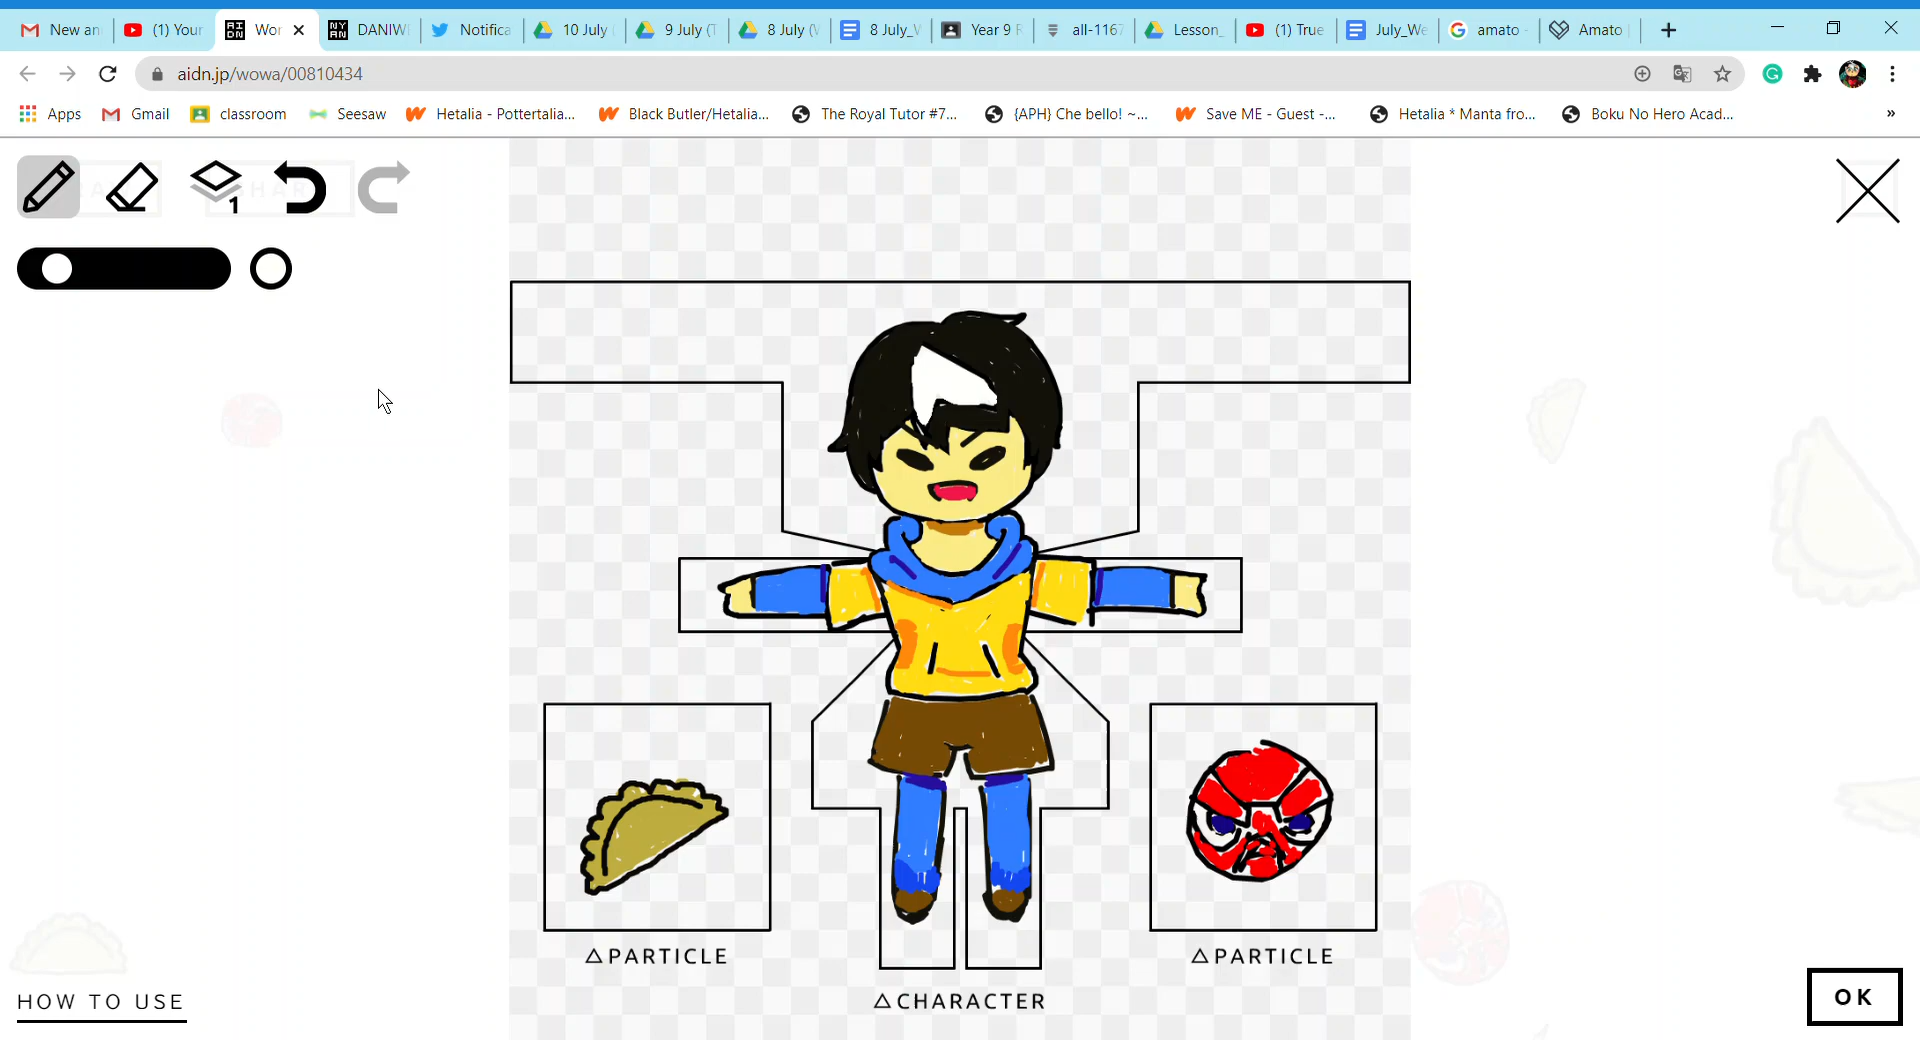 New an
(1) Your
Wor
DANIW
Notifica
10 July
9 July (T
8 July (V
8 July_V
Year 9 F
all-1167
Lesson_
(1) True
July_We
amato -
Amato
aidn.jp/wowa/00810434
Apps
Gmail
classroom
Seesaw
Hetalia - Pottertalia...
Black Butler/Hetalia...
The Royal Tutor #7...
{APH} Che bello! ~...
Save ME - Guest -...
Hetalia * Manta fro...
Boku No Hero Acad...
»
1
△PARTICLE
△PARTICLE
△CHARACTER
HOW TO USE
OK